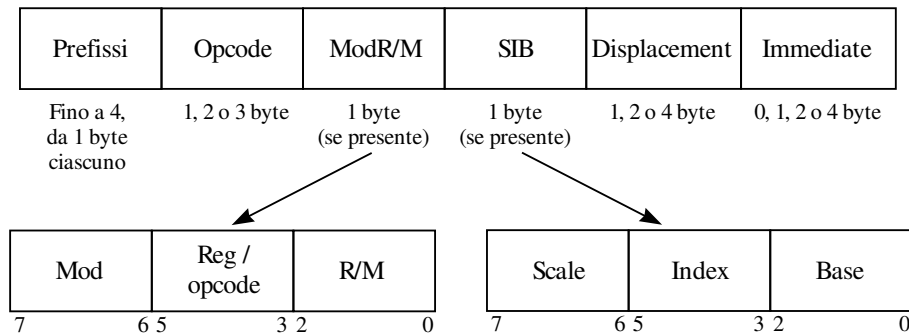 Prefissi Opcode ModR/M SIB Displacement Immediate
Fino a 4, 1, 2 o 3 byte 1 byte 1 byte 1, 2 o 4 byte 0, 1, 2 o 4 byte
da 1 byte (se presente) (se presente)
ciascuno
Mod Reg / R/M Scale Index Base
opcode
7 6 5 3 2 0 7 6 5 3 2 0